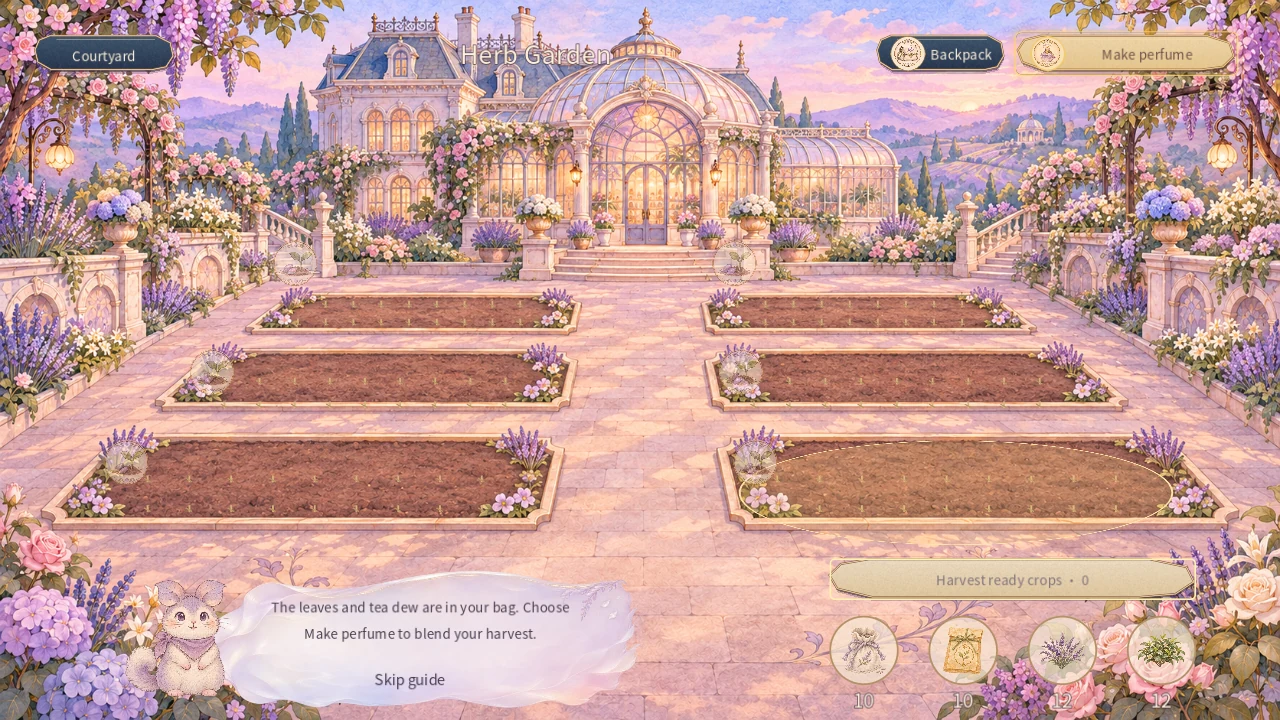 Courtyard
Herb Garden
Backpack
Make perfume
The leaves and tea dew are in your bag. Choose
Make perfume to blend your harvest.
Skip guide
Harvest ready crops • 0
10
10
12
12